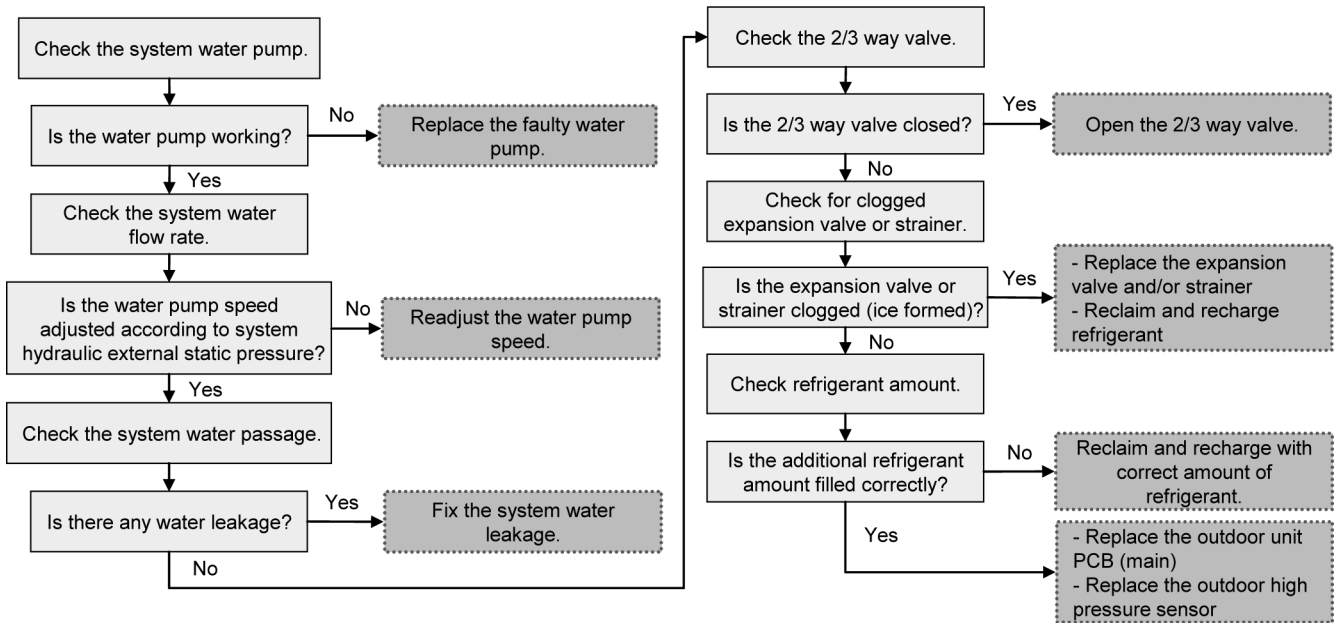 Check the system water pump.
Is the water pump working?
No
Replace the faulty water
pump.
Yes
Check the system water
flow rate.
Is the water pump speed
adjusted according to system
hydraulic external static pressure?
No
Readjust the water pump
speed.
Yes
Check the system water passage.
Is there any water leakage?
Yes
Fix the system water
leakage.
No
Check the 2/3 way valve.
Is the 2/3 way valve closed?
Yes
Open the 2/3 way valve.
No
Check for clogged
expansion valve or strainer.
Is the expansion valve or
strainer clogged (ice formed)?
Yes
- Replace the expansion
valve and/or strainer
- Reclaim and recharge
refrigerant
No
Check refrigerant amount.
Is the additional refrigerant
amount filled correctly?
No
Reclaim and recharge with
correct amount of
refrigerant.
Yes
- Replace the outdoor unit
PCB (main)
- Replace the outdoor high
pressure sensor